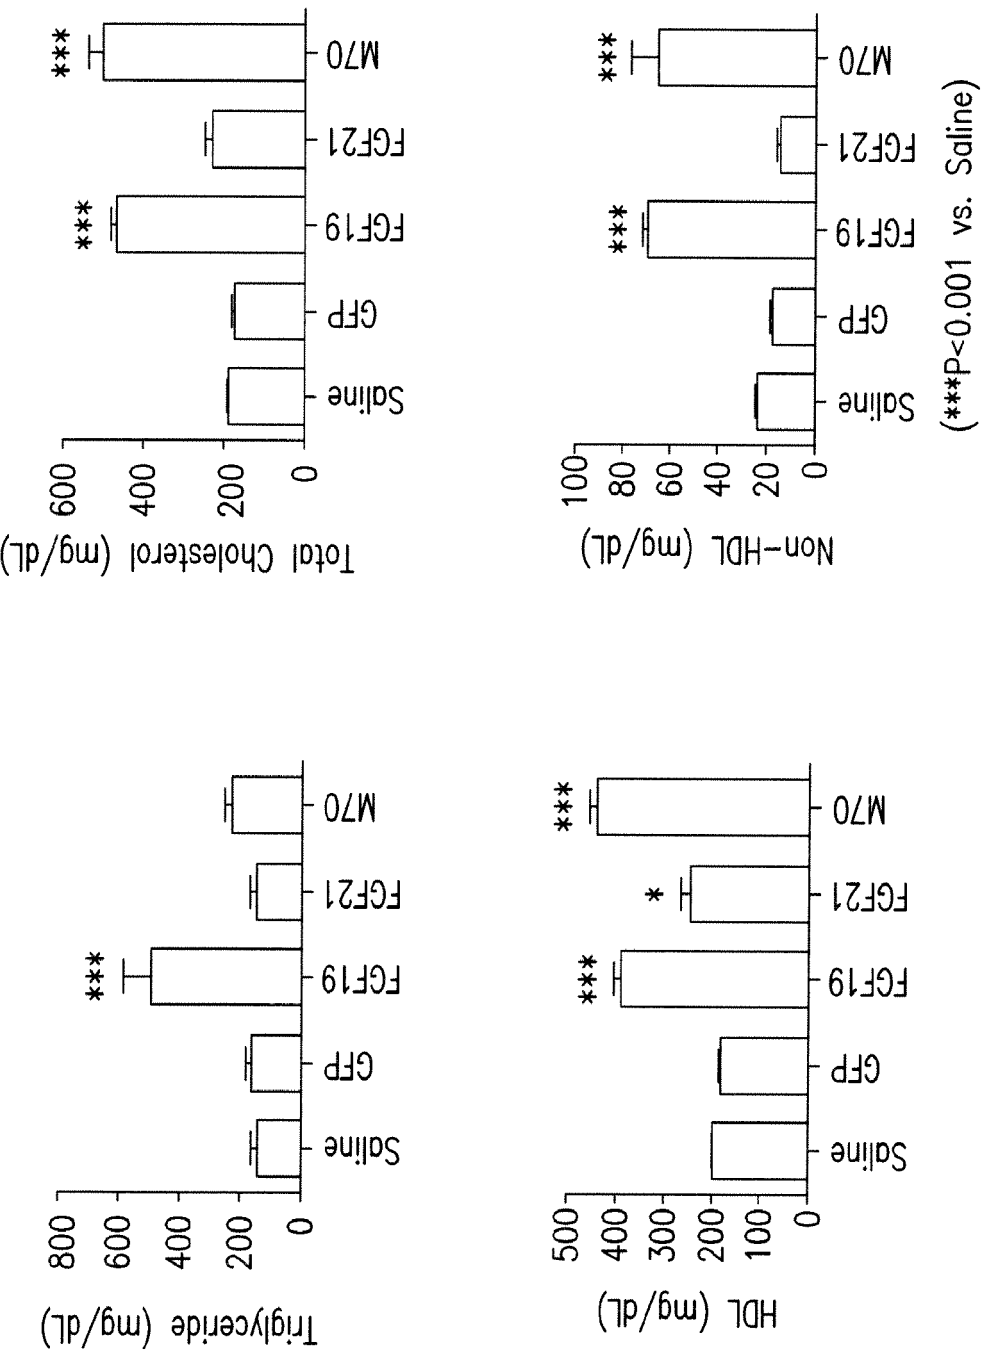 Triglyceride (mg/dL)
800
600
400
200
0
Saline
GFP
FGF19
FGF21
M70
***
Total Cholesterol (mg/dL)
600
400
200
0
Saline
GFP
FGF19
FGF21
M70
***
***
HDL (mg/dL)
500
400
300
200
100
0
Saline
GFP
FGF19
FGF21
M70
***
*
***
Non-HDL (mg/dL)
100
80
60
40
20
0
Saline
GFP
FGF19
FGF21
M70
***
***
(***P<0.001 vs. Saline)